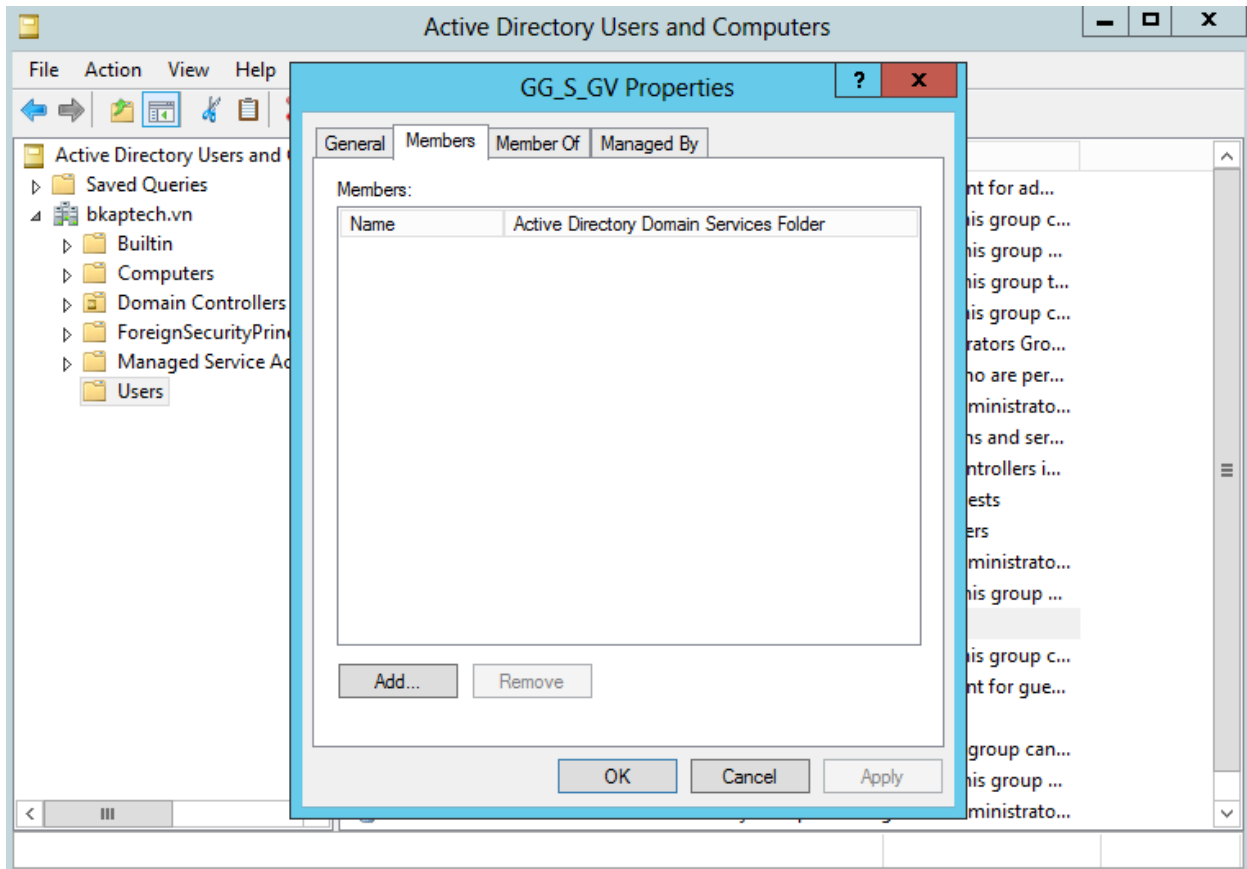 Active Directory Users and Computers
File Action View Help
GG_S_GV Properties
?
General Members Member Of Managed By
Active Directory Users and
Saved Queries
bkaptech.vn
Builtin
Computers
Domain Controllers
ForeignSecurityPrin
Managed Service Ac
Users
Members:
Name Active Directory Domain Services Folder
Add... Remove
OK Cancel Apply
nt for ad...
his group c...
his group ...
his group t...
his group c...
rators Gro...
ho are per...
ministrato...
ns and ser...
ntrollers i...
ests
ers
ministrato...
his group ...
his group c...
nt for gue...
group can...
his group ...
ministrato...